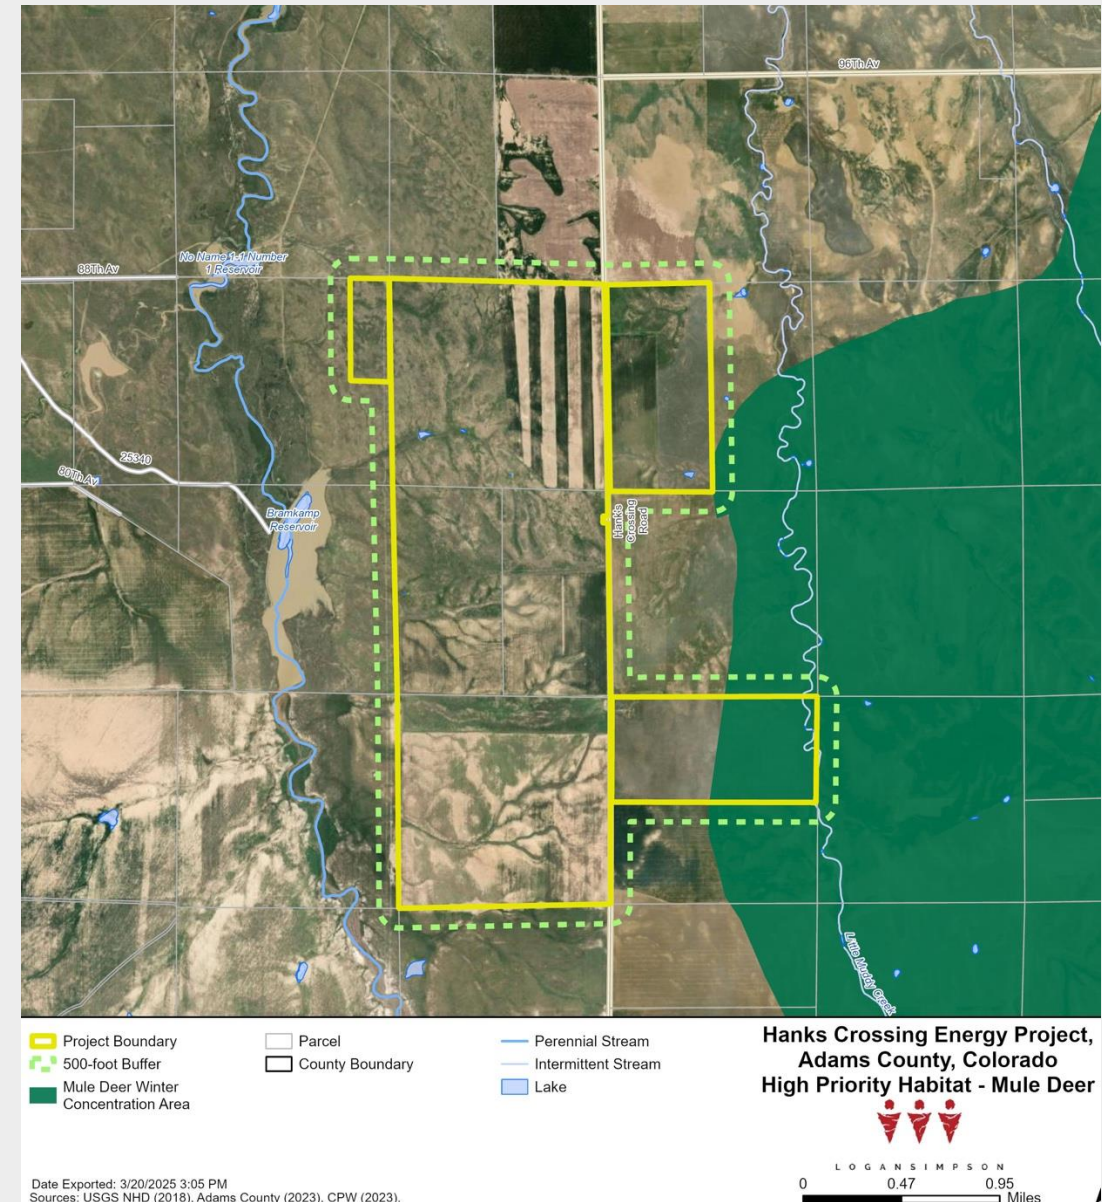 96Th Av
No Name 1-1 Number
1 Reservoir
88Th Av
25340
80Th Av
Bramkamp
Reservoir
Hank's
Crossing
Road
Little Muddy Creek
Project Boundary
500-foot Buffer
Mule Deer Winter
Concentration Area
Parcel
County Boundary
Perennial Stream
Intermittent Stream
Lake
Hanks Crossing Energy Project,
Adams County, Colorado
High Priority Habitat - Mule Deer
LOGANSIMPSON
Date Exported: 3/20/2025 3:05 PM
Sources: USGS NHD (2018), Adams County (2023), CPW (2023),
0 0.47 0.95
Miles